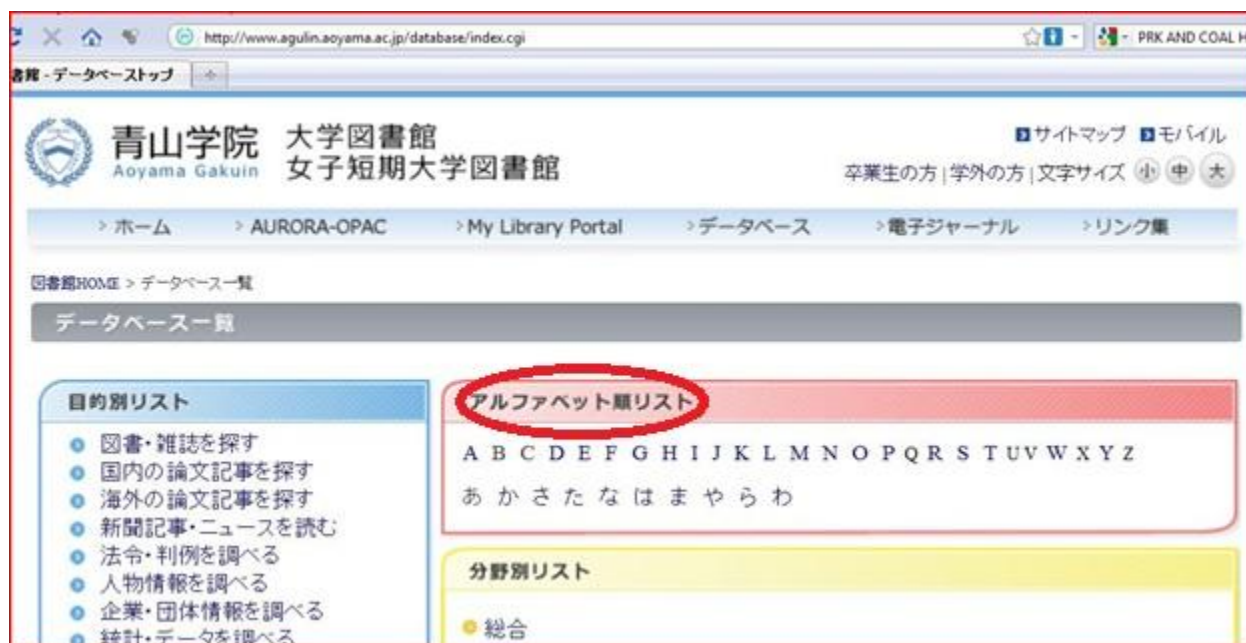 http://www.agulin.aoyama.ac.jp/database/index.cgi
PRK AND COAL H
書館 - データベーストップ
青山学院 大学図書館
Aoyama Gakuin 女子短期大学図書館
サイトマップ モバイル
卒業生の方 | 学外の方 | 文字サイズ 小 中 大
> ホーム > AURORA-OPAC > My Library Portal > データベース > 電子ジャーナル > リンク集
図書館HOME > データベース一覧
データベース一覧
目的別リスト
図書・雑誌を探す
国内の論文記事を探す
海外の論文記事を探す
新聞記事・ニュースを読む
法令・判例を調べる
人物情報を調べる
企業・団体情報を調べる
統計・データを調べる
アルファベット順リスト
A B C D E F G H I J K L M N O P Q R S T U V W X Y Z
あ か さ た な は ま や ら わ
分野別リスト
総合